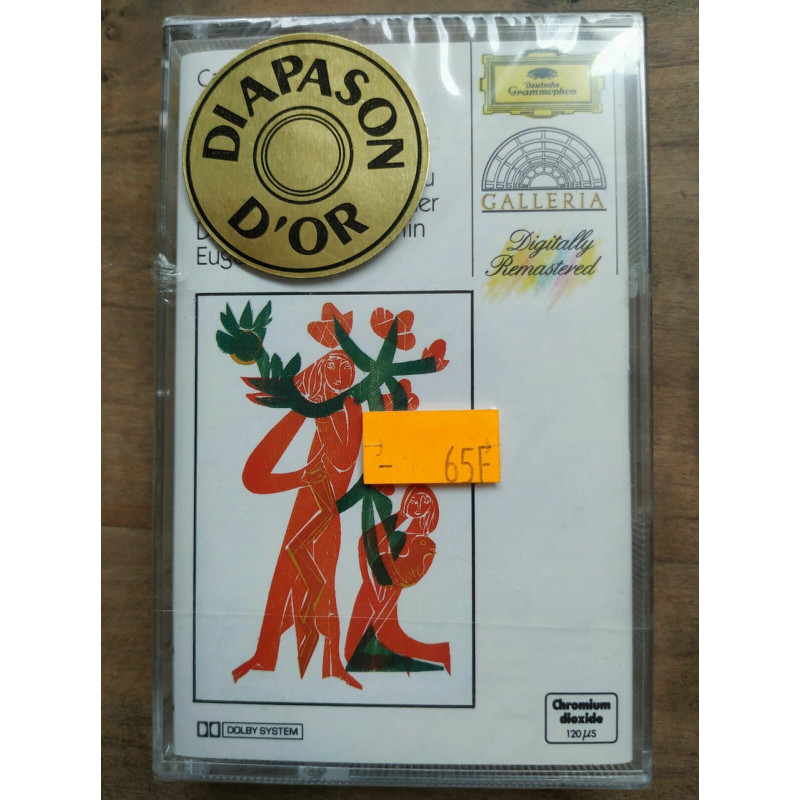 DIAPASON
D'OR
Deutsche
Grammophon
GALLERIA
Digitally
Remastered
65F
DOLBY SYSTEM
Chromium
dioxide
120 µS